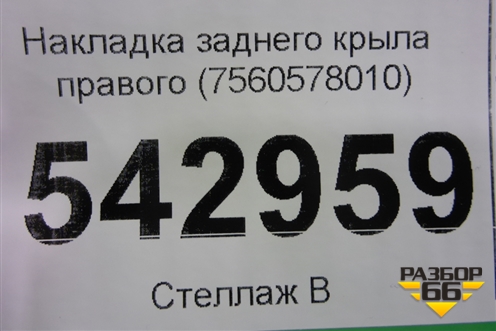 Накладка заднего крыла
правого (7560578010)
542959
Стеллаж В
РАЗБОР
66